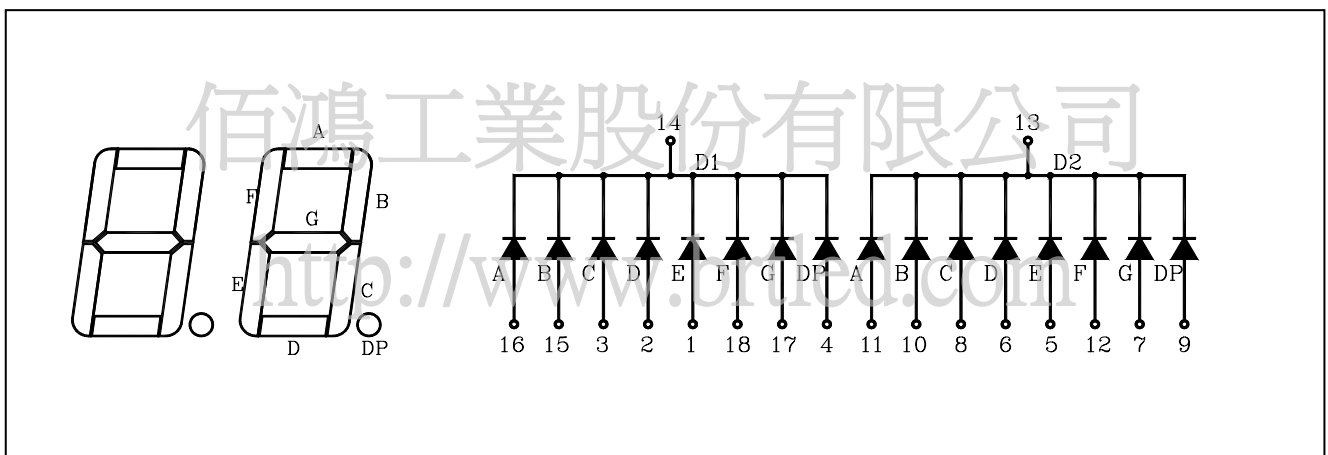 佰鴻工業股份有限公司
http://www.brtled.com
A
F
B
G
E
C
D
DP
14
13
D1
D2
A B C D E F G DP A B C D E F G DP
16 15 3 2 1 18 17 4 11 10 8 6 5 12 7 9